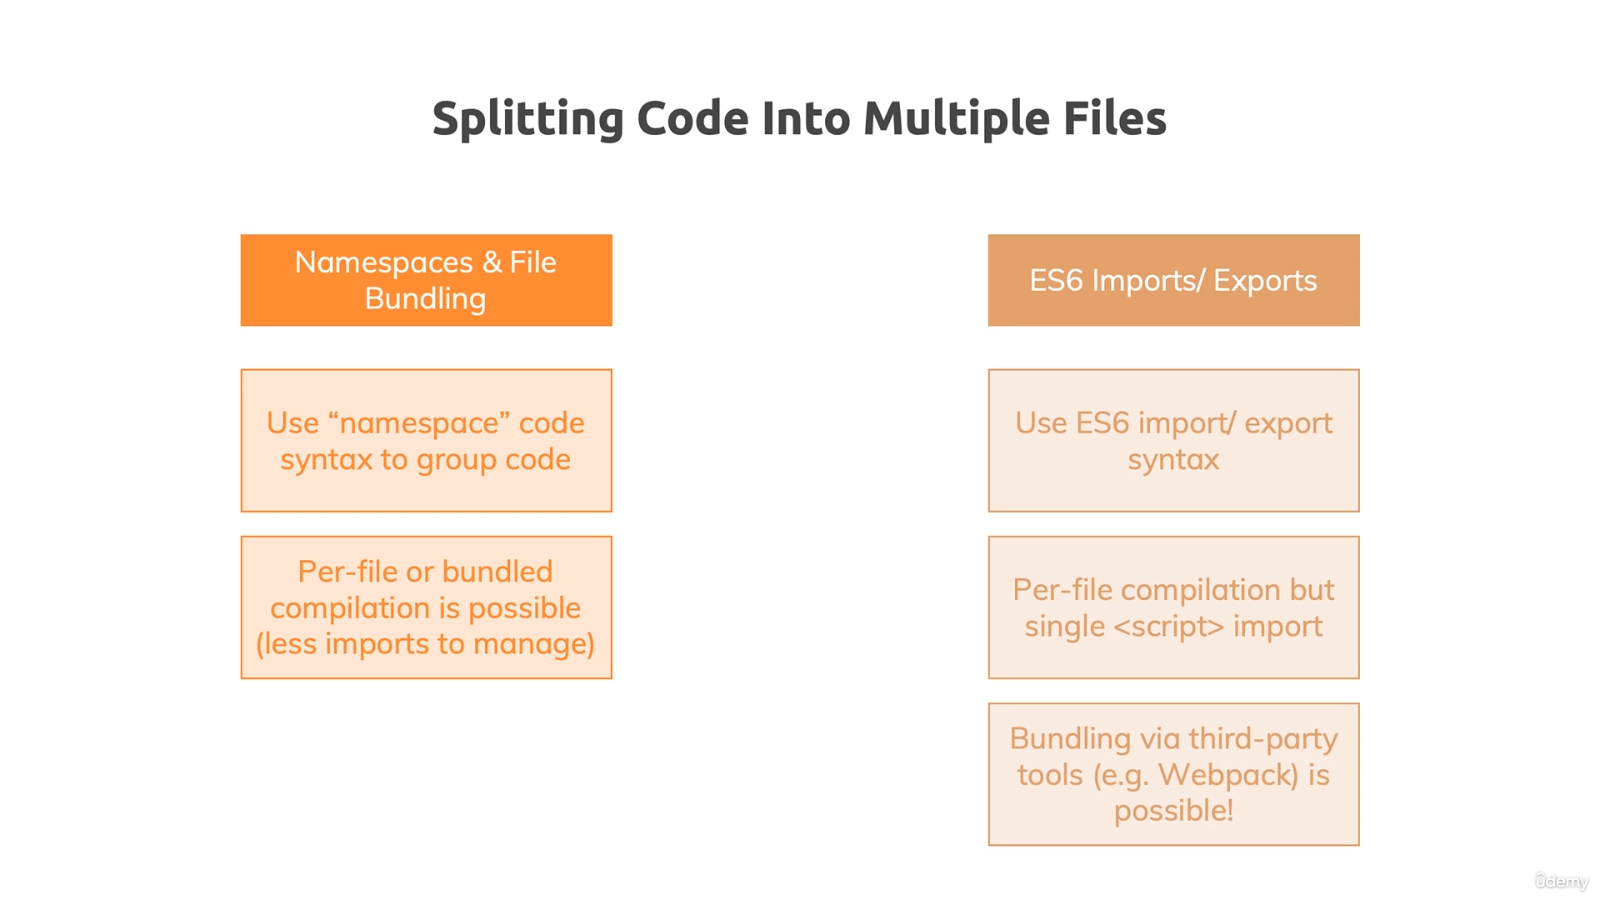 Splitting Code Into Multiple Files
Namespaces & File
Bundling
Use “namespace” code
syntax to group code
Per-file or bundled
compilation is possible
(less imports to manage)
ES6 Imports/ Exports
Use ES6 import/ export
syntax
Per-file compilation but
single <script> import
Bundling via third-party
tools (e.g. Webpack) is
possible!
ûdemy